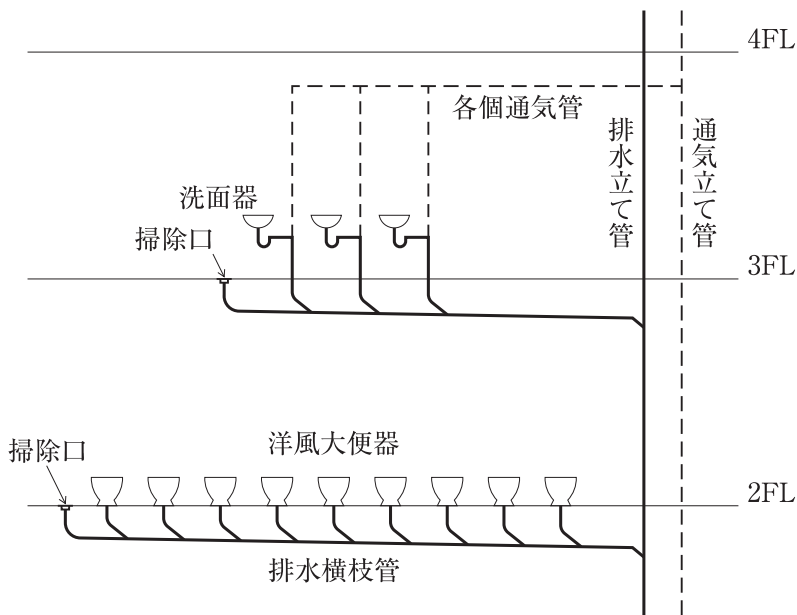 4FL
各個通気管
排水立て管
通気立て管
洗面器
掃除口
3FL
洋風大便器
掃除口
2FL
排水横枝管